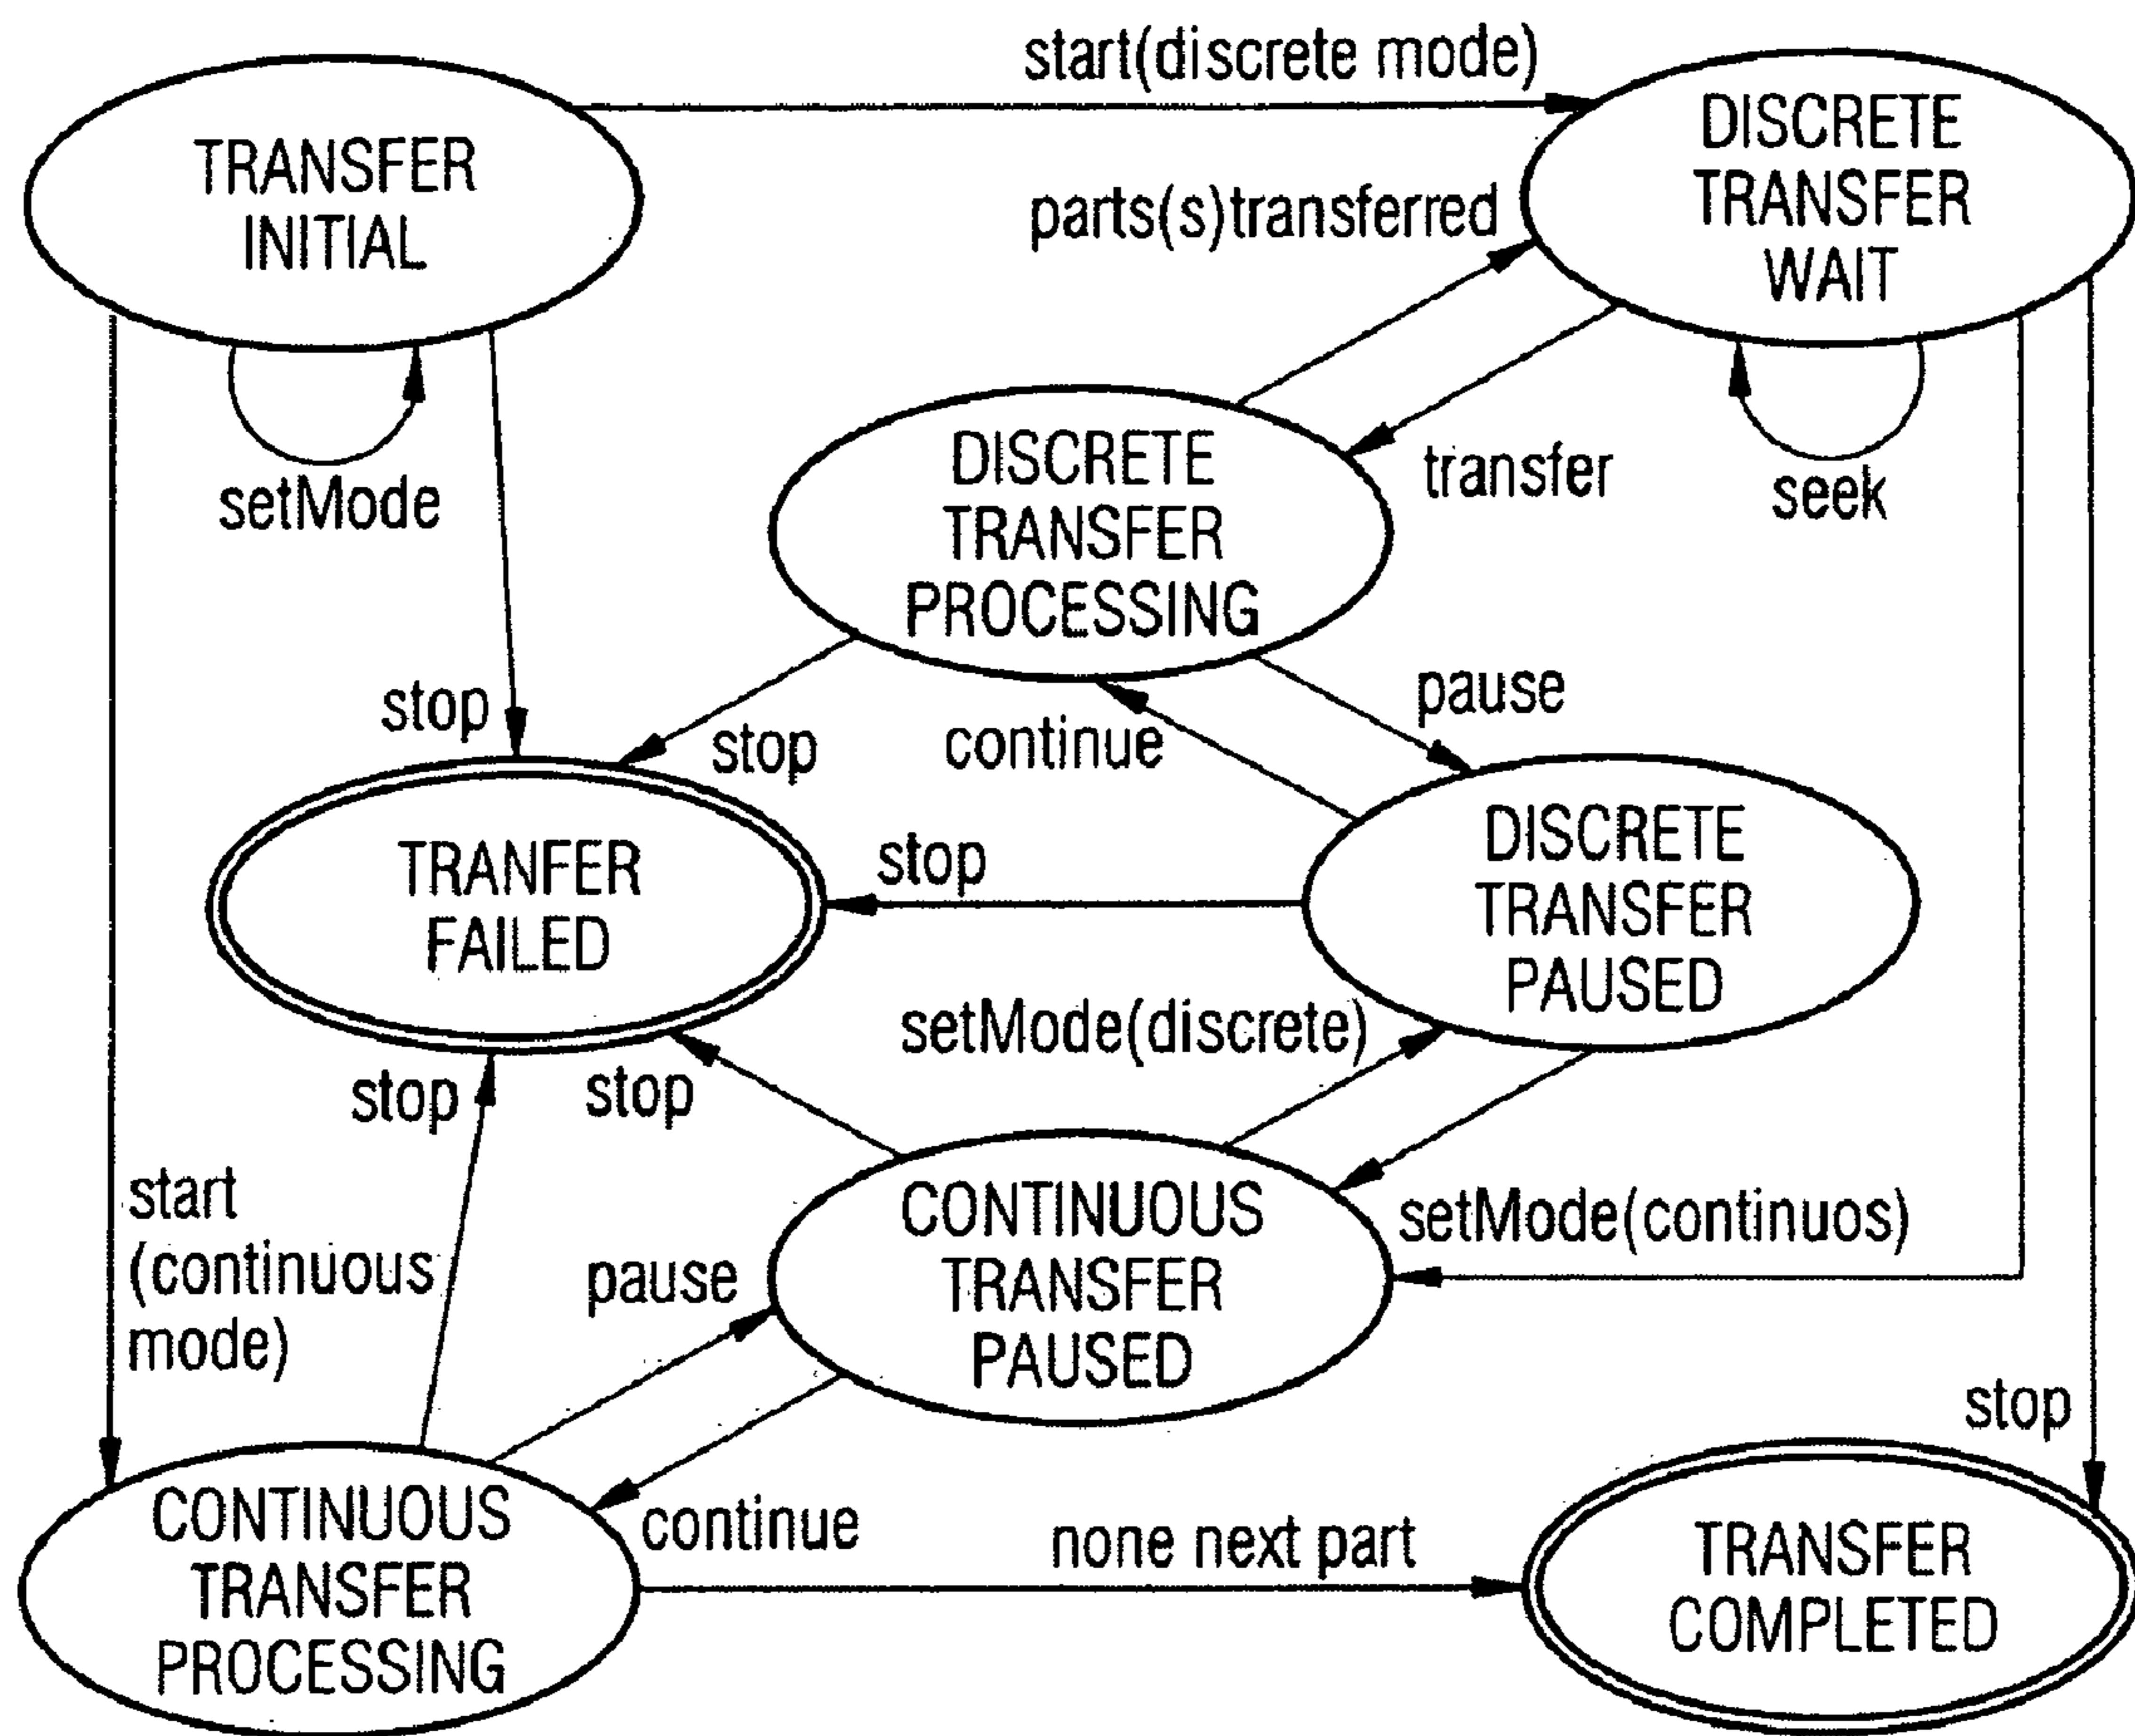 start(discrete mode)
TRANSFER
INITIAL
DISCRETE
TRANSFER
WAIT
parts(s)transferred
setMode
DISCRETE
TRANSFER
PROCESSING
transfer
seek
stop
stop
continue
pause
TRANFER
FAILED
stop
DISCRETE
TRANSFER
PAUSED
setMode(discrete)
stop
stop
start
(continuous
mode)
pause
CONTINUOUS
TRANSFER
PAUSED
setMode(continuos)
stop
CONTINUOUS
TRANSFER
PROCESSING
continue
none next part
TRANSFER
COMPLETED